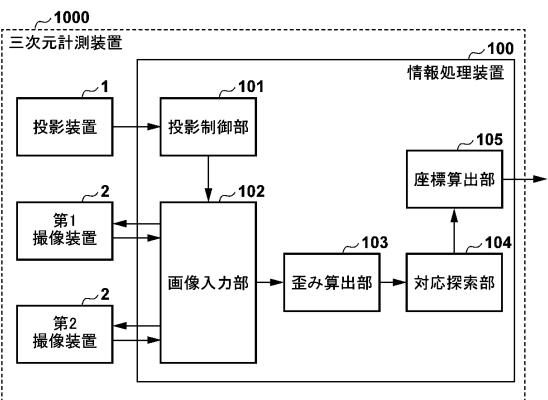 1000
三次元計測装置
100
情報処理装置
1
投影装置
101
投影制御部
105
座標算出部
2
第1
撮像装置
102
画像入力部
103
歪み算出部
104
対応探索部
2
第2
撮像装置